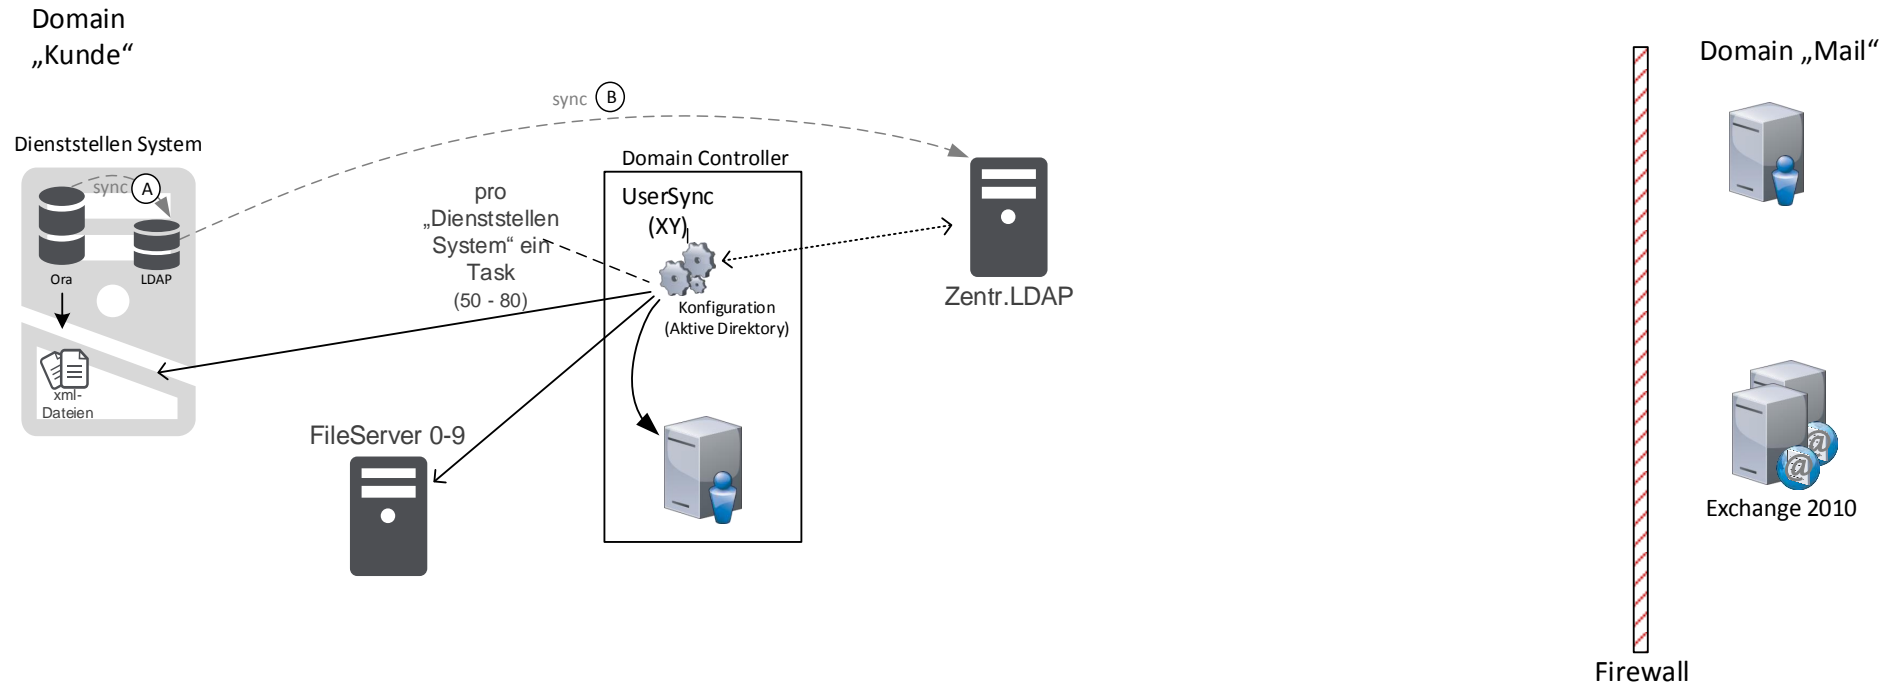 Domain
„Kunde“
Domain „Mail“
sync B
Dienststellen System
Domain Controller
sync A
pro
„Dienststellen
System“ ein
Task
(50 - 80)
UserSync
(XY)
Ora
LDAP
Zentr.LDAP
Konfiguration
(Aktive Direktory)
xml-
Dateien
FileServer 0-9
@
@
Exchange 2010
Firewall